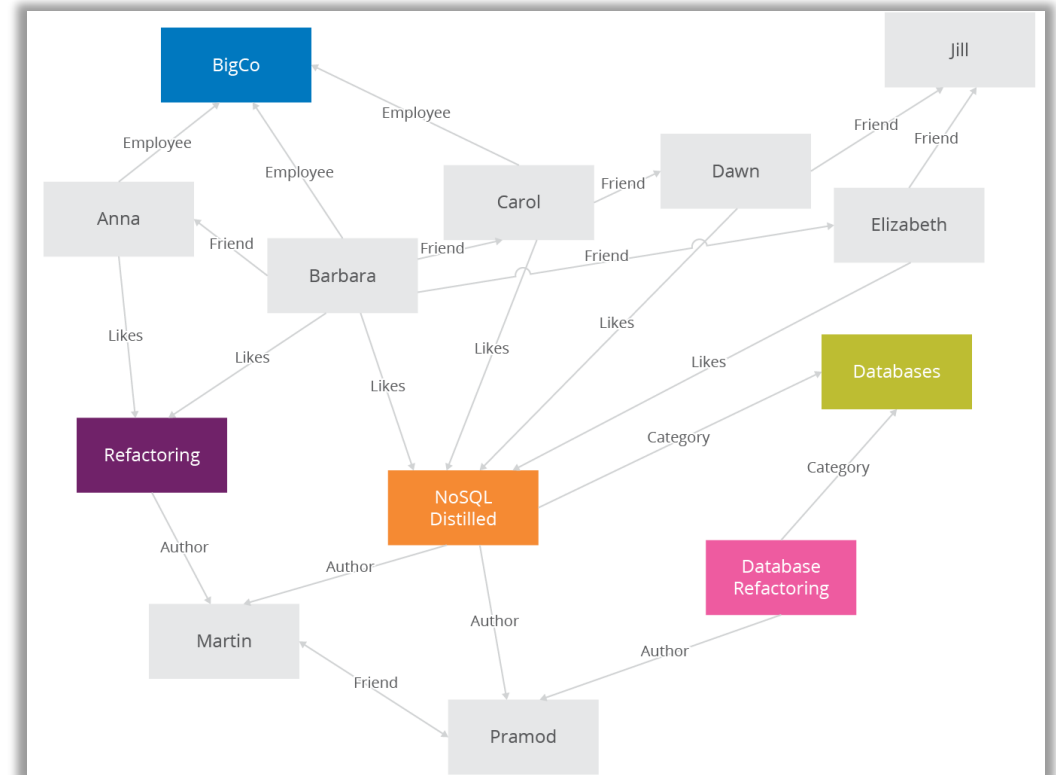 BigCo
Jill
Employee
Employee
Friend
Friend
Employee
Dawn
Friend
Anna
Carol
Elizabeth
Friend
Friend
Friend
Barbara
Likes
Likes
Likes
Likes
Likes
Likes
Databases
Refactoring
Category
Category
NoSQL
Distilled
Author
Author
Database
Refactoring
Martin
Author
Author
Friend
Pramod